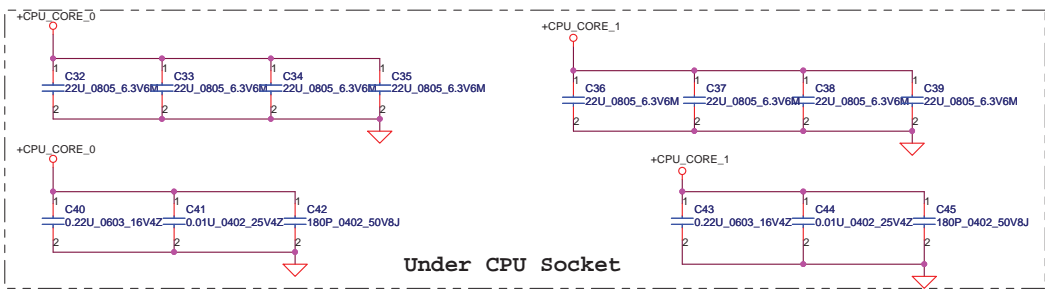 +CPU_CORE_0
+CPU_CORE_1
1 C32 22U_0805_6.3V6M 2
1 C33 22U_0805_6.3V6M 2
1 C34 22U_0805_6.3V6M 2
1 C35 22U_0805_6.3V6M 2
1 C36 22U_0805_6.3V6M 2
1 C37 22U_0805_6.3V6M 2
1 C38 22U_0805_6.3V6M 2
1 C39 22U_0805_6.3V6M 2
+CPU_CORE_0
+CPU_CORE_1
1 C40 0.22U_0603_16V4Z 2
1 C41 0.01U_0402_25V4Z 2
1 C42 180P_0402_50V8J 2
1 C43 0.22U_0603_16V4Z 2
1 C44 0.01U_0402_25V4Z 2
1 C45 180P_0402_50V8J 2
Under CPU Socket